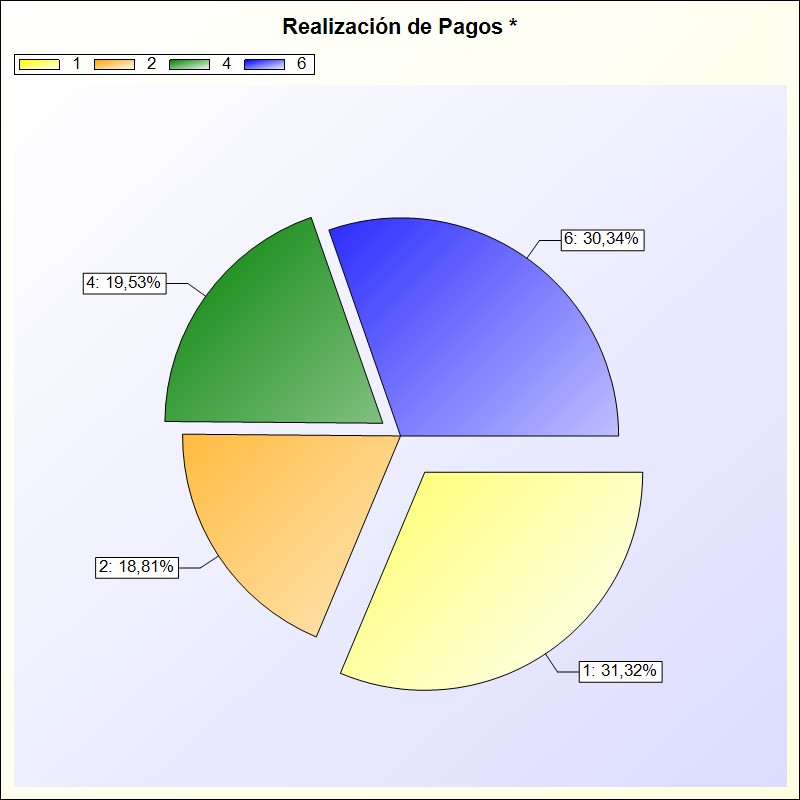 Realización de Pagos *
1 2 4 6
6: 30,34%
4: 19,53%
2: 18,81%
1: 31,32%